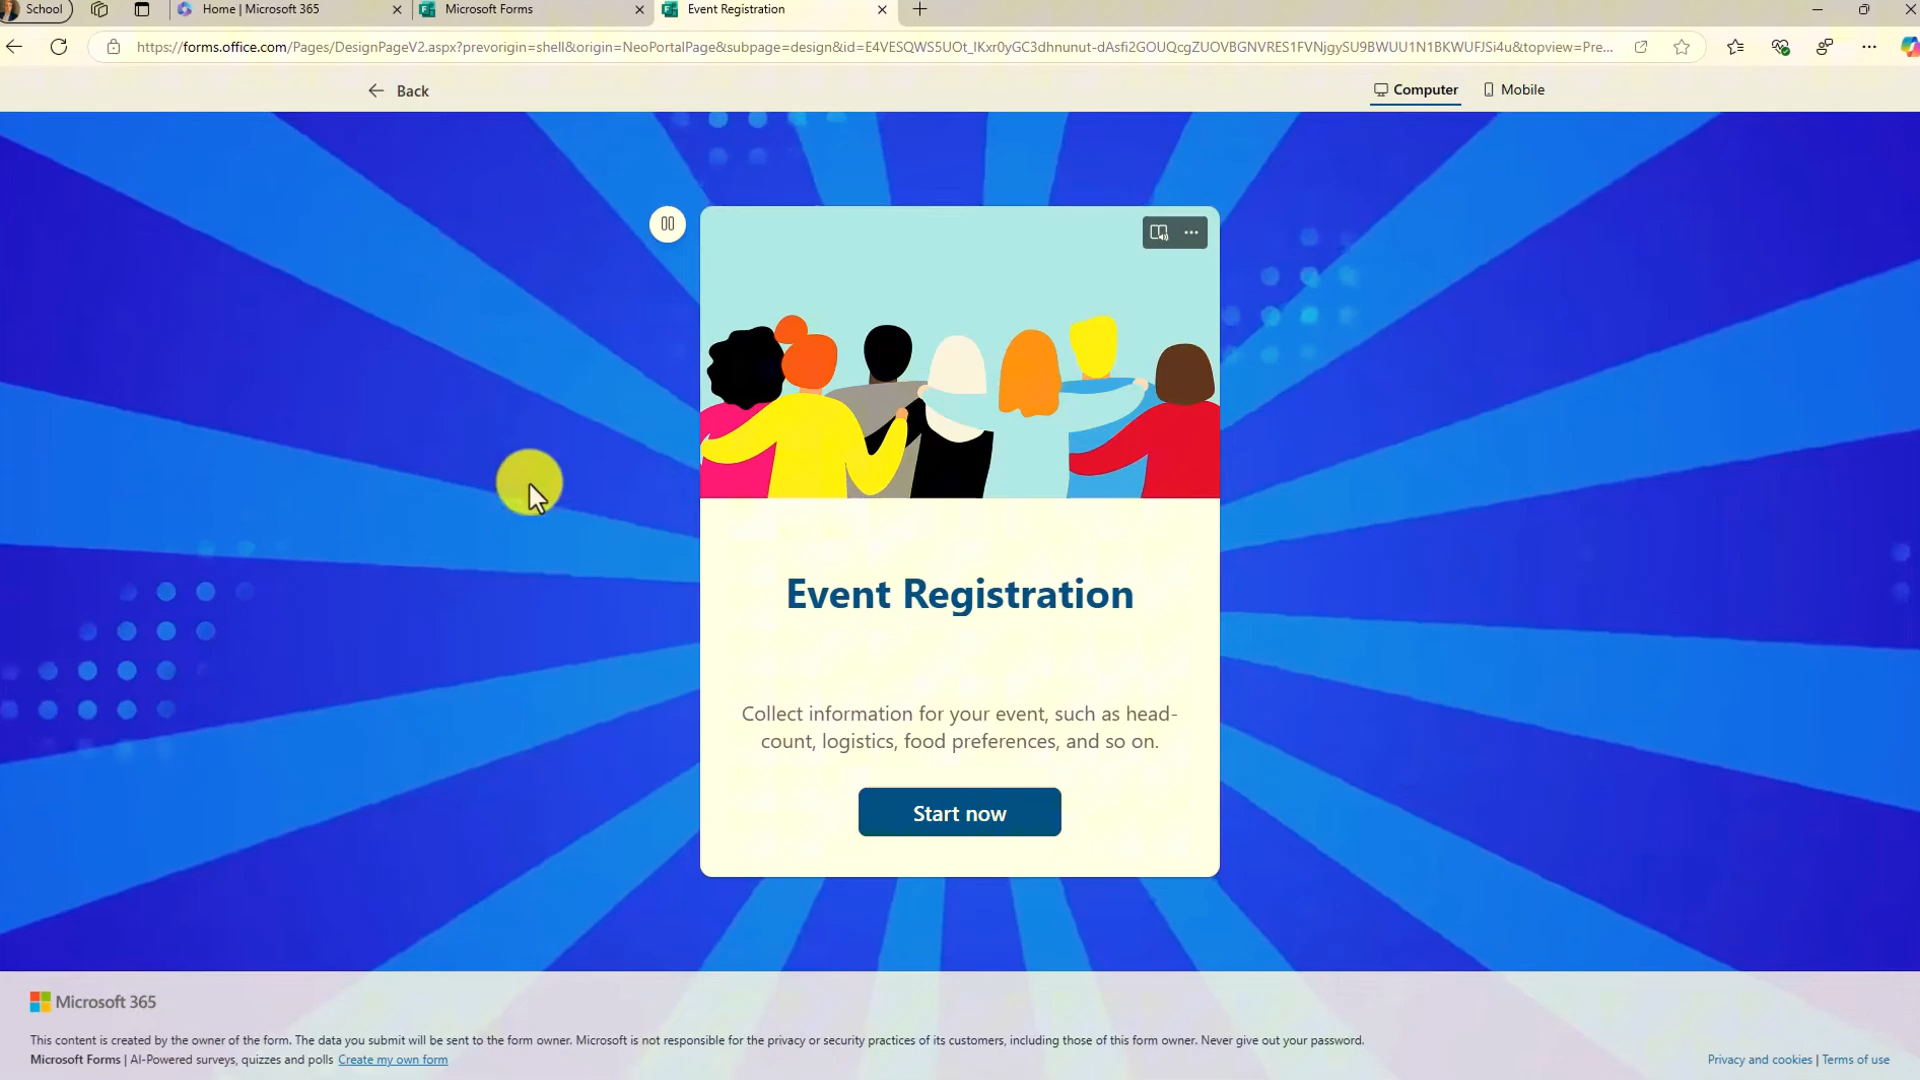 School
Home | Microsoft 365
Microsoft Forms
Event Registration
https://forms.office.com/Pages/DesignPageV2.aspx?prevorigin=shell&origin=NeoPortalPage&subpage=design&id=E4VESQWS5UOt_lKxr0yGC3dhnunut-dAsfi2GOUQcgZUOVBGNVRES1FVNjgySU9BWUU1N1BKWUFJSi4u&topview=Pre...
Back
Computer
Mobile
Event Registration
Collect information for your event, such as head-
count, logistics, food preferences, and so on.
Start now
Microsoft 365
This content is created by the owner of the form. The data you submit will be sent to the form owner. Microsoft is not responsible for the privacy or security practices of its customers, including those of this form owner. Never give out your password.
Microsoft Forms | AI-Powered surveys, quizzes and polls Create my own form
Privacy and cookies | Terms of use